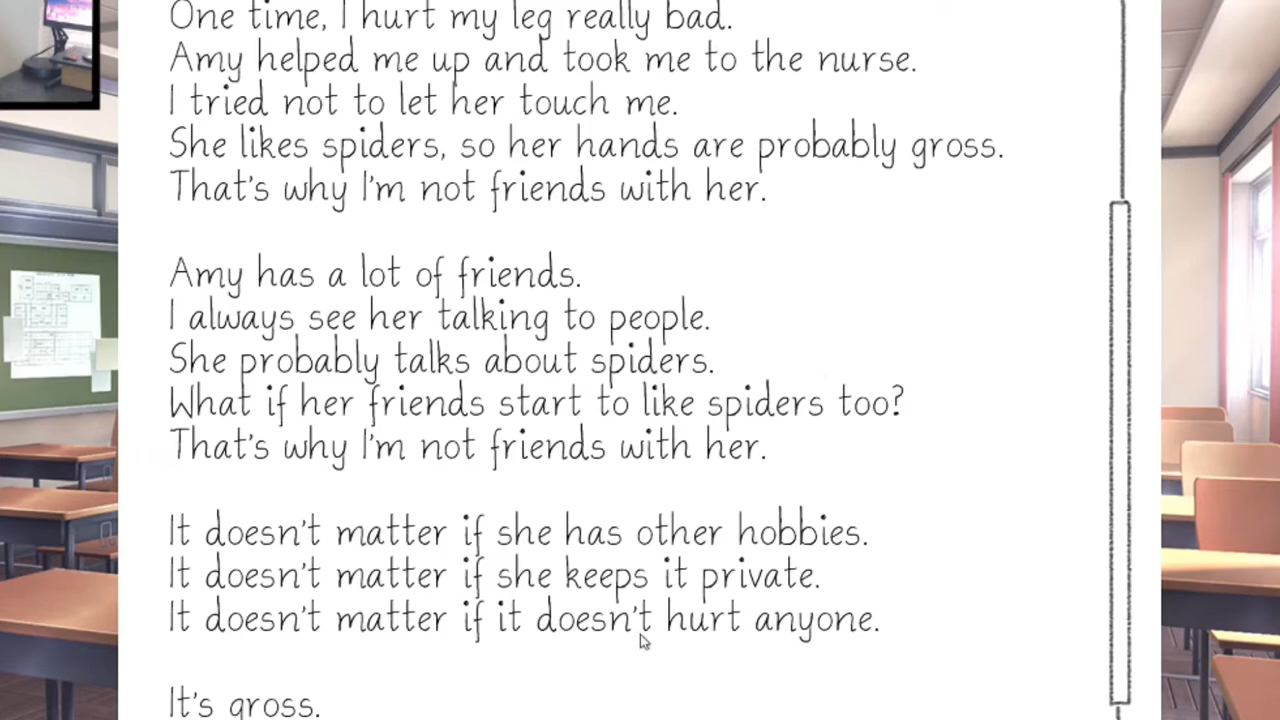 One time, I hurt my leg really bad.
Amy helped me up and took me to the nurse.
I tried not to let her touch me.
She likes spiders, so her hands are probably gross.
That's why I'm not friends with her.
Amy has a lot of friends.
I always see her talking to people.
She probably talks about spiders.
What if her friends start to like spiders too?
That's why I'm not friends with her.
It doesn't matter if she has other hobbies.
It doesn't matter if she keeps it private.
It doesn't matter if it doesn't hurt anyone.
It's gross.